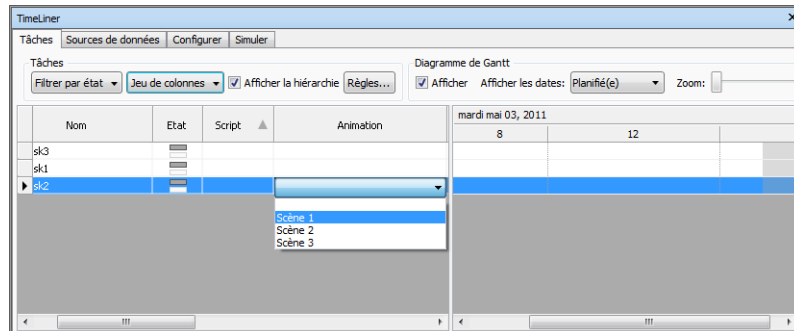 TimeLiner
Tâches Sources de données Configurer Simuler
Tâches
Filtrer par état Jeu de colonnes Afficher la hiérarchie Règles...
Diagramme de Gantt
Afficher Afficher les dates: Planifié(e) Zoom:
Nom Etat Script Animation
mardi mai 03, 2011
8 12
sk3
sk1
sk2
Scène 1
Scène 2
Scène 3